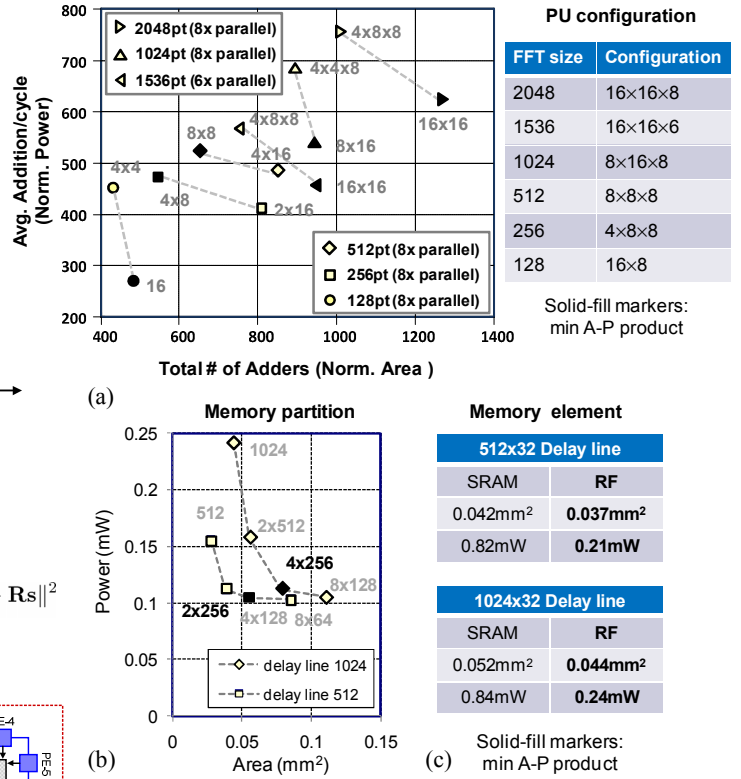 PU configuration
800
700
600
500
400
300
200
Avg. Addition/cycle
(Norm. Power)
2048pt (8x parallel)
1024pt (8x parallel)
1536pt (6x parallel)
4x8x8
4x4x8
16x16
8x16
4x8x8
8x8
4x16
16x16
4x4
4x8
2x16
16
512pt (8x parallel)
256pt (8x parallel)
128pt (8x parallel)
400
600
800
1000
1200
1400
Total # of Adders (Norm. Area )
FFT size Configuration
2048 16×16×8
1536 16×16×6
1024 8×16×8
512 8×8×8
256 4×8×8
128 16×8
Solid-fill markers:
min A-P product
(a)
Memory partition
0.25
0.2
0.15
0.1
0.05
0
Power (mW)
1024
512
2x512
4x256
8x128
2x256
4x128
8x64
delay line 1024
delay line 512
0
0.05
0.1
0.15
Area (mm²)
(b)
Memory element
512x32 Delay line
SRAM RF
0.042mm² 0.037mm²
0.82mW 0.21mW
1024x32 Delay line
SRAM RF
0.052mm² 0.044mm²
0.84mW 0.24mW
(c)
Solid-fill markers:
min A-P product
Rs‖²
E-4
PE-5